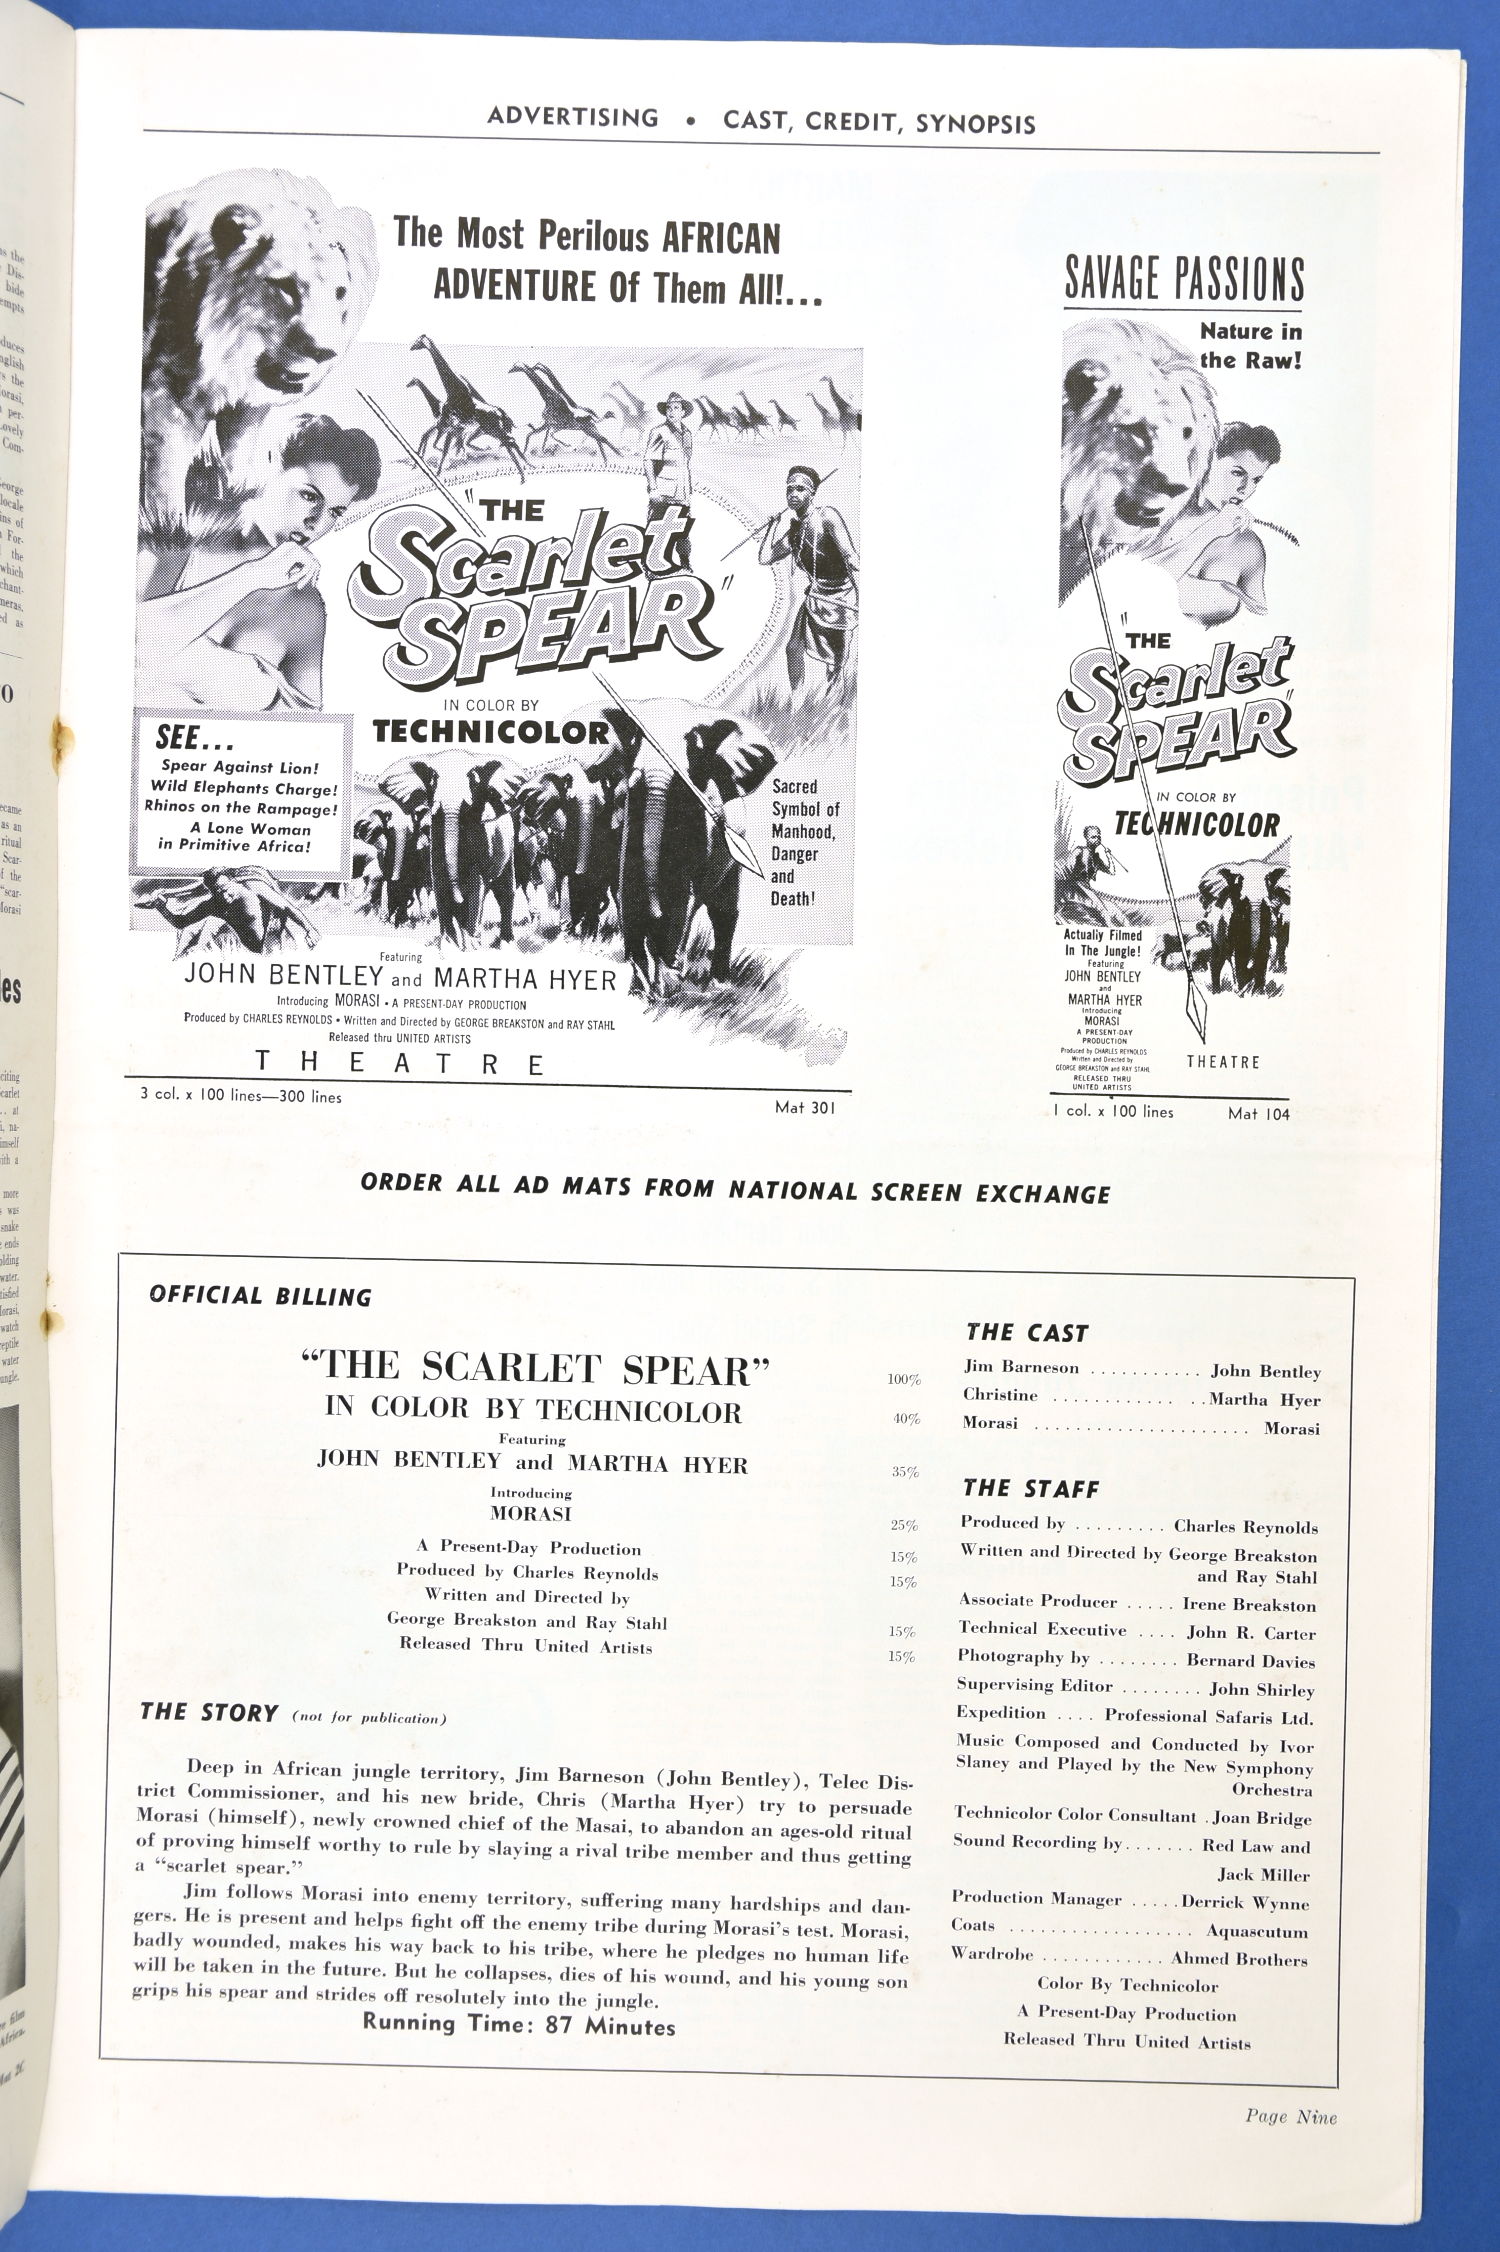 ADVERTISING • CAST, CREDIT, SYNOPSIS
The Most Perilous AFRICAN
ADVENTURE Of Them All!...
"THE
Scarlet
SPEAR"
IN COLOR BY
TECHNICOLOR
SEE...
Spear Against Lion!
Wild Elephants Charge!
Rhinos on the Rampage!
A Lone Woman
in Primitive Africa!
Sacred
Symbol of
Manhood,
Danger
and
Death!
Featuring
JOHN BENTLEY and MARTHA HYER
Introducing MORASI • A PRESENT-DAY PRODUCTION
Produced by CHARLES REYNOLDS • Written and Directed by GEORGE BREAKSTON and RAY STAHL
Released thru UNITED ARTISTS
THEATRE
3 col. x 100 lines—300 lines
Mat 301
SAVAGE PASSIONS
Nature in
the Raw!
"THE
Scarlet
SPEAR"
IN COLOR BY
TECHNICOLOR
Actually Filmed
In The Jungle!
Featuring
JOHN BENTLEY
and
MARTHA HYER
Introducing
MORASI
A PRESENT-DAY
PRODUCTION
Produced by CHARLES REYNOLDS
Written and Directed by
GEORGE BREAKSTON and RAY STAHL
RELEASED THRU
UNITED ARTISTS
THEATRE
1 col. x 100 lines Mat 104
ORDER ALL AD MATS FROM NATIONAL SCREEN EXCHANGE
OFFICIAL BILLING
"THE SCARLET SPEAR" 100%
IN COLOR BY TECHNICOLOR 40%
Featuring
JOHN BENTLEY and MARTHA HYER 35%
Introducing
MORASI 25%
A Present-Day Production 15%
Produced by Charles Reynolds 15%
Written and Directed by
George Breakston and Ray Stahl 15%
Released Thru United Artists 15%
THE STORY (not for publication)
Deep in African jungle territory, Jim Barneson (John Bentley), Telec Dis-
trict Commissioner, and his new bride, Chris (Martha Hyer) try to persuade
Morasi (himself), newly crowned chief of the Masai, to abandon an ages-old ritual
of proving himself worthy to rule by slaying a rival tribe member and thus getting
a "scarlet spear."
Jim follows Morasi into enemy territory, suffering many hardships and dan-
gers. He is present and helps fight off the enemy tribe during Morasi's test. Morasi,
badly wounded, makes his way back to his tribe, where he pledges no human life
will be taken in the future. But he collapses, dies of his wound, and his young son
grips his spear and strides off resolutely into the jungle.
Running Time: 87 Minutes
THE CAST
Jim Barneson ........... John Bentley
Christine ............. Martha Hyer
Morasi ..................... Morasi
THE STAFF
Produced by ......... Charles Reynolds
Written and Directed by George Breakston
and Ray Stahl
Associate Producer ..... Irene Breakston
Technical Executive .... John R. Carter
Photography by ........ Bernard Davies
Supervising Editor ........ John Shirley
Expedition .... Professional Safaris Ltd.
Music Composed and Conducted by Ivor
Slaney and Played by the New Symphony
Orchestra
Technicolor Color Consultant . Joan Bridge
Sound Recording by....... Red Law and
Jack Miller
Production Manager .....Derrick Wynne
Coats ................. Aquascutum
Wardrobe ............ Ahmed Brothers
Color By Technicolor
A Present-Day Production
Released Thru United Artists
Page Nine